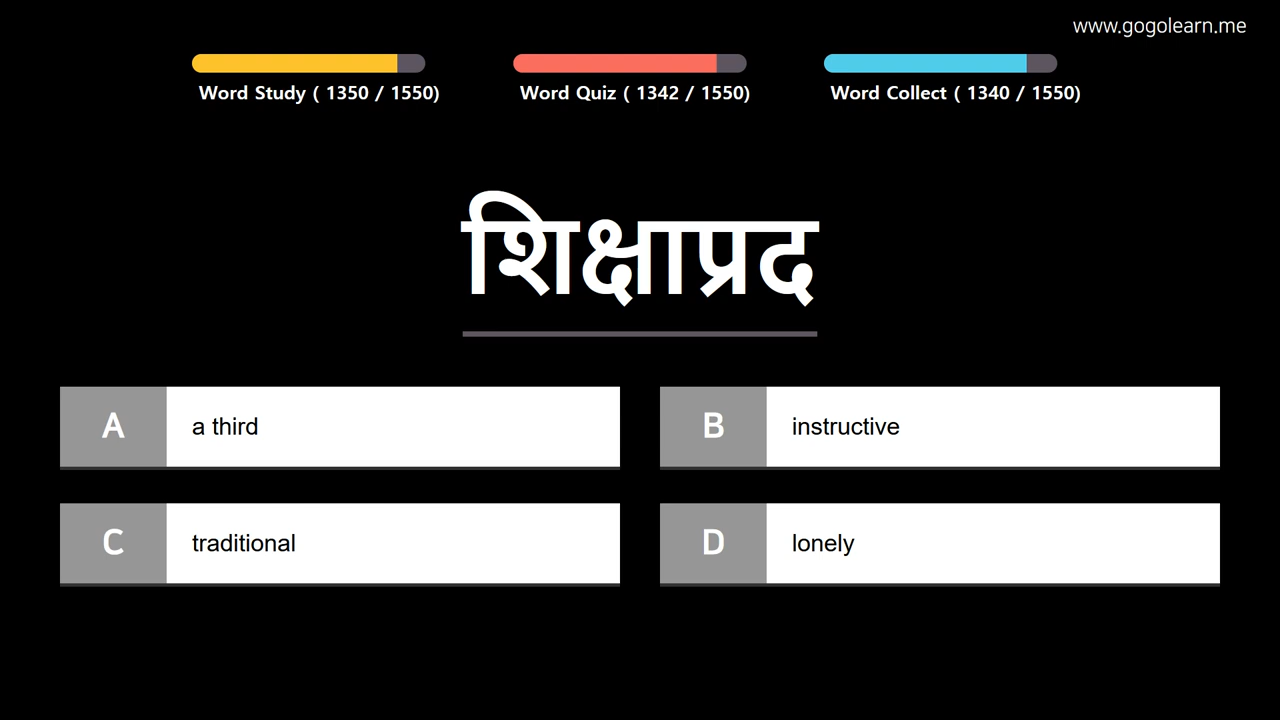 www.gogolearn.me
Word Study ( 1350 / 1550)
Word Quiz ( 1342 / 1550)
Word Collect ( 1340 / 1550)
शिक्षाप्रद
A a third
B instructive
C traditional
D lonely